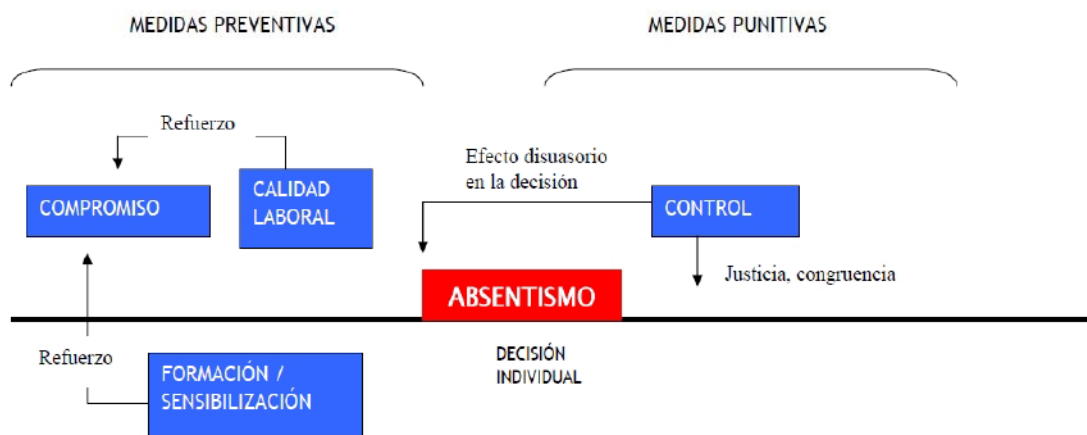 MEDIDAS PREVENTIVAS
MEDIDAS PUNITIVAS
Refuerzo
Efecto disuasorio
en la decisión
COMPROMISO
CALIDAD
LABORAL
CONTROL
Justicia, congruencia
ABSENTISMO
Refuerzo
FORMACIÓN /
SENSIBILIZACIÓN
DECISIÓN
INDIVIDUAL